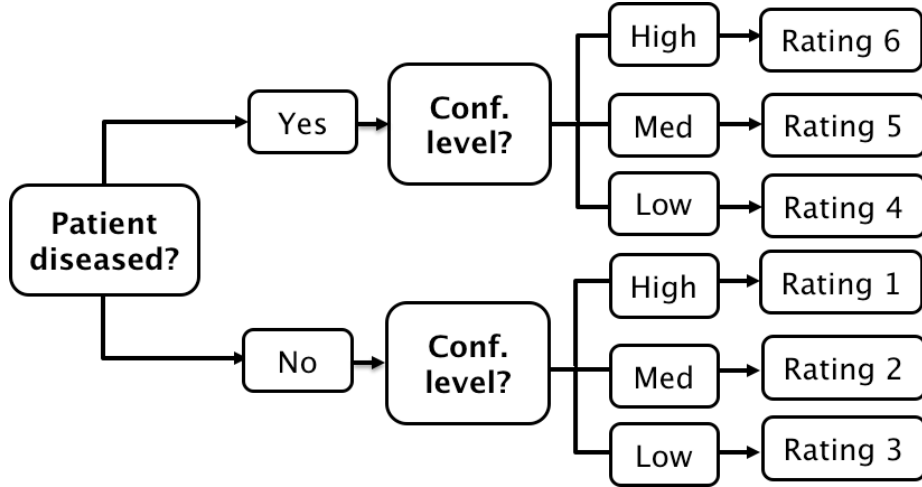 Patient
diseased?
Yes
Conf.
level?
High
Rating 6
Med
Rating 5
Low
Rating 4
No
Conf.
level?
High
Rating 1
Med
Rating 2
Low
Rating 3